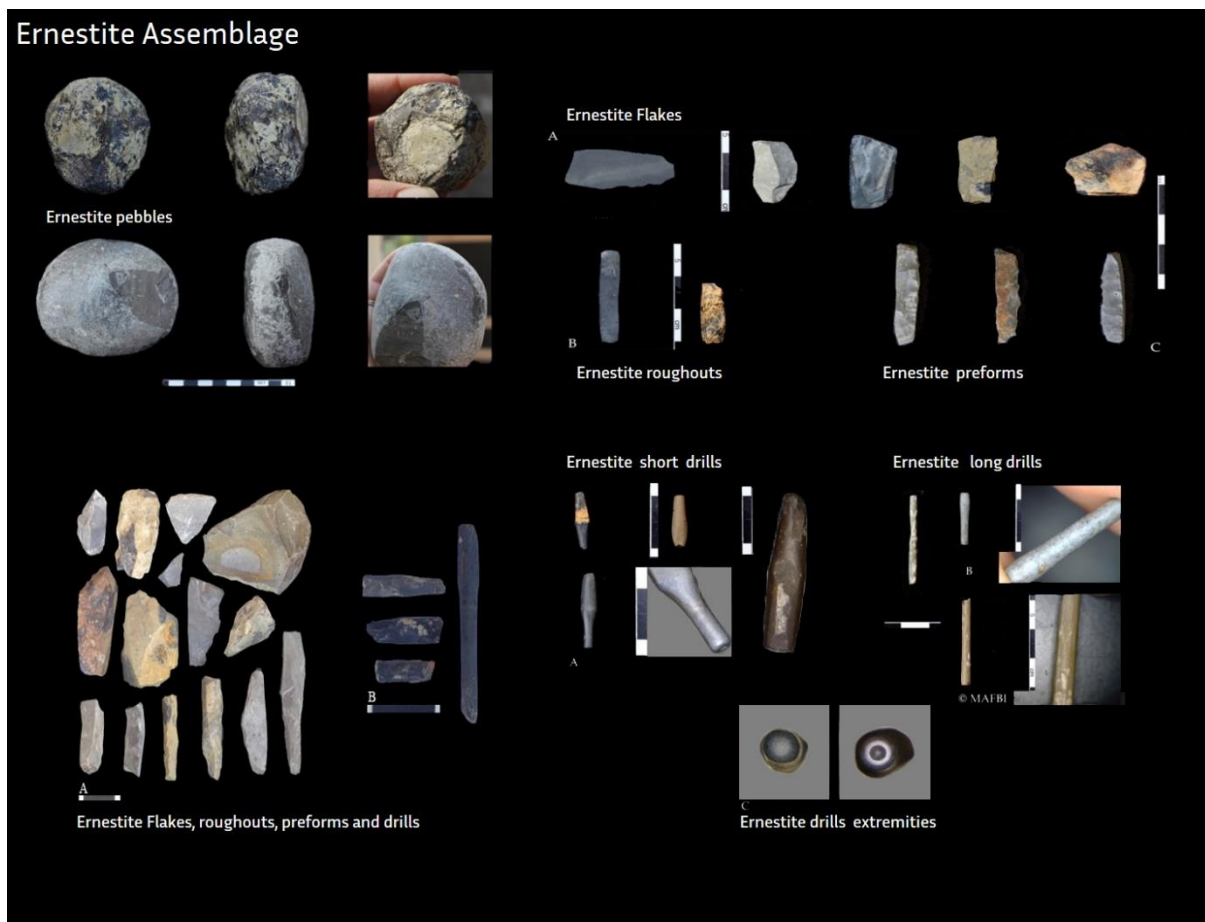 Ernestite Assemblage
Ernestite Flakes
A
Ernestite pebbles
B
C
Ernestite roughouts
Ernestite preforms
Ernestite short drills
Ernestite long drills
B
A
B
© MAFBI
A
C
Ernestite Flakes, roughouts, preforms and drills
Ernestite drills extremities